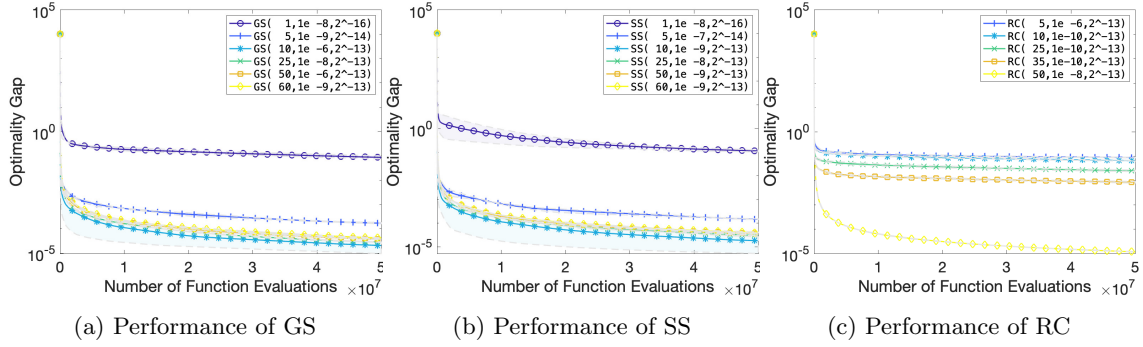 10^5
10^0
10^-5
Optimality Gap
GS( 1,1e -8,2^-16)
GS( 5,1e -9,2^-14)
GS( 10,1e -6,2^-13)
GS( 25,1e -8,2^-13)
GS( 50,1e -6,2^-13)
GS( 60,1e -9,2^-13)
0 1 2 3 4 5
Number of Function Evaluations ×10^7
(a) Performance of GS
10^5
10^0
10^-5
Optimality Gap
SS( 1,1e -8,2^-16)
SS( 5,1e -7,2^-14)
SS( 10,1e -9,2^-13)
SS( 25,1e -8,2^-13)
SS( 50,1e -9,2^-13)
SS( 60,1e -9,2^-13)
0 1 2 3 4 5
Number of Function Evaluations ×10^7
(b) Performance of SS
10^5
10^0
10^-5
Optimality Gap
RC( 5,1e -6,2^-13)
RC( 10,1e-10,2^-13)
RC( 25,1e-10,2^-13)
RC( 35,1e-10,2^-13)
RC( 50,1e -8,2^-13)
0 1 2 3 4 5
Number of Function Evaluations ×10^7
(c) Performance of RC